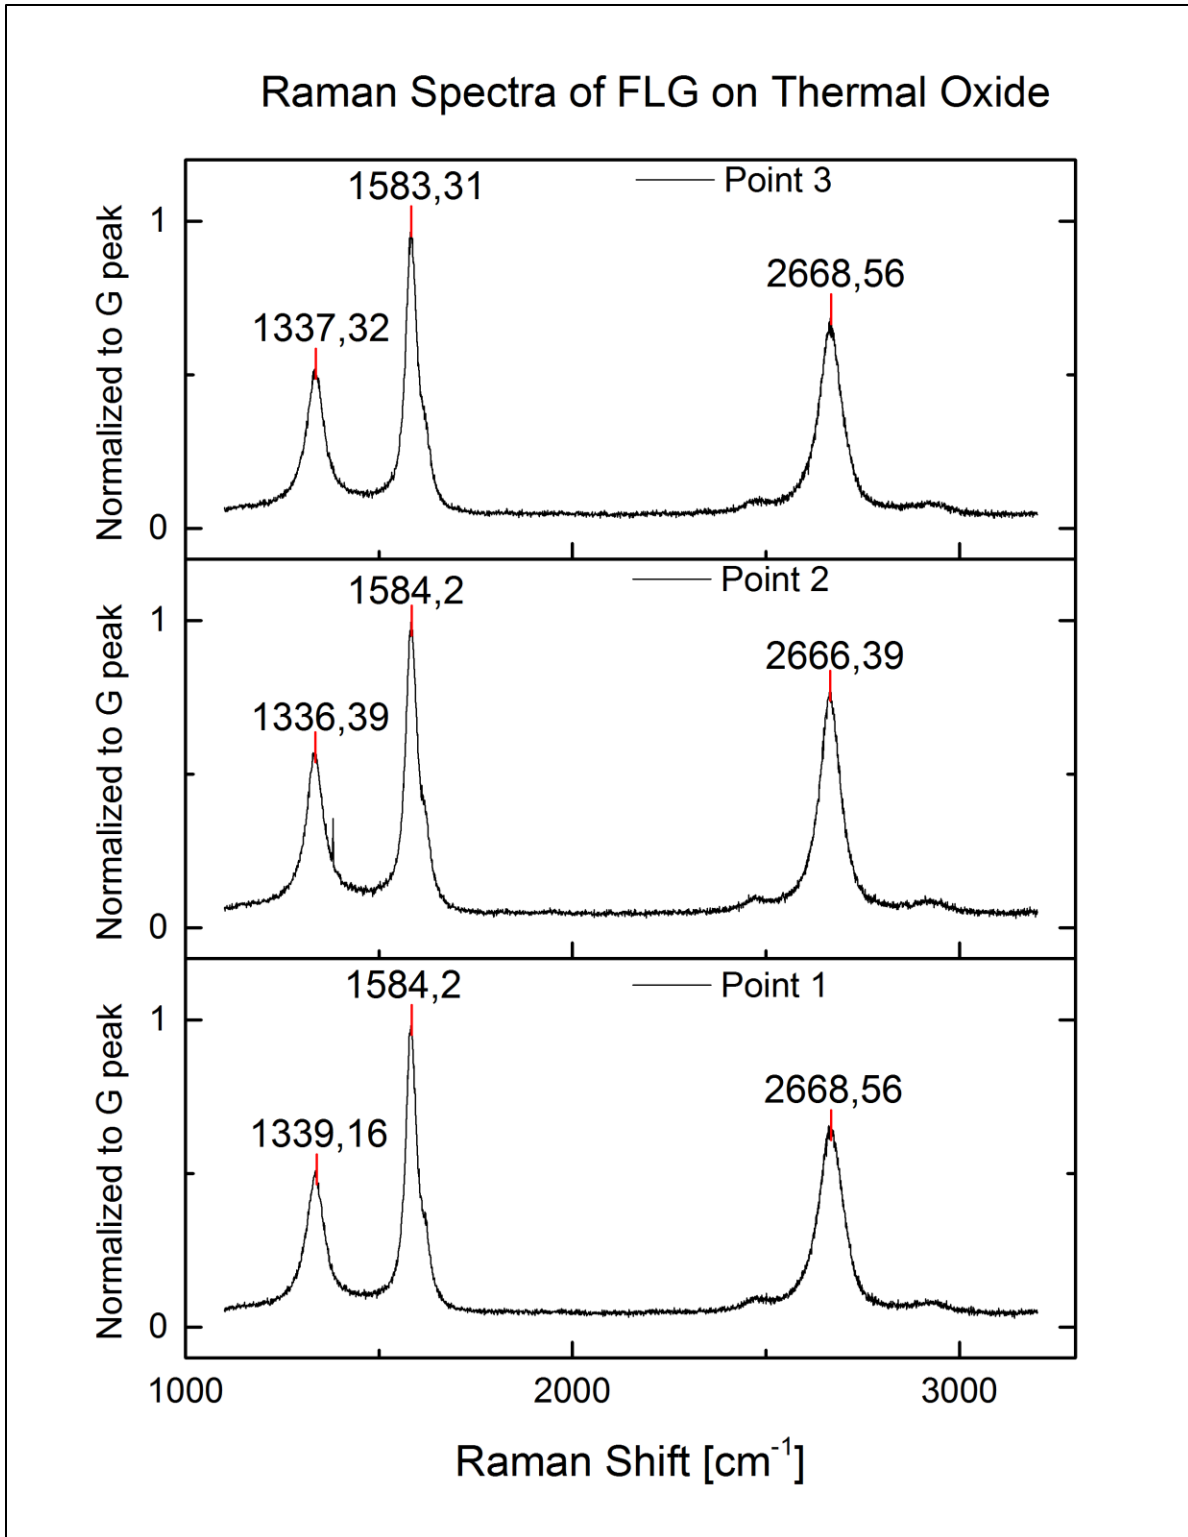 Raman Spectra of FLG on Thermal Oxide
Point 3
1583,31
2668,56
1337,32
Normalized to G peak
1
0
Point 2
1584,2
2666,39
1336,39
Normalized to G peak
1
0
Point 1
1584,2
2668,56
1339,16
Normalized to G peak
1
0
1000 2000 3000
Raman Shift [cm⁻¹]